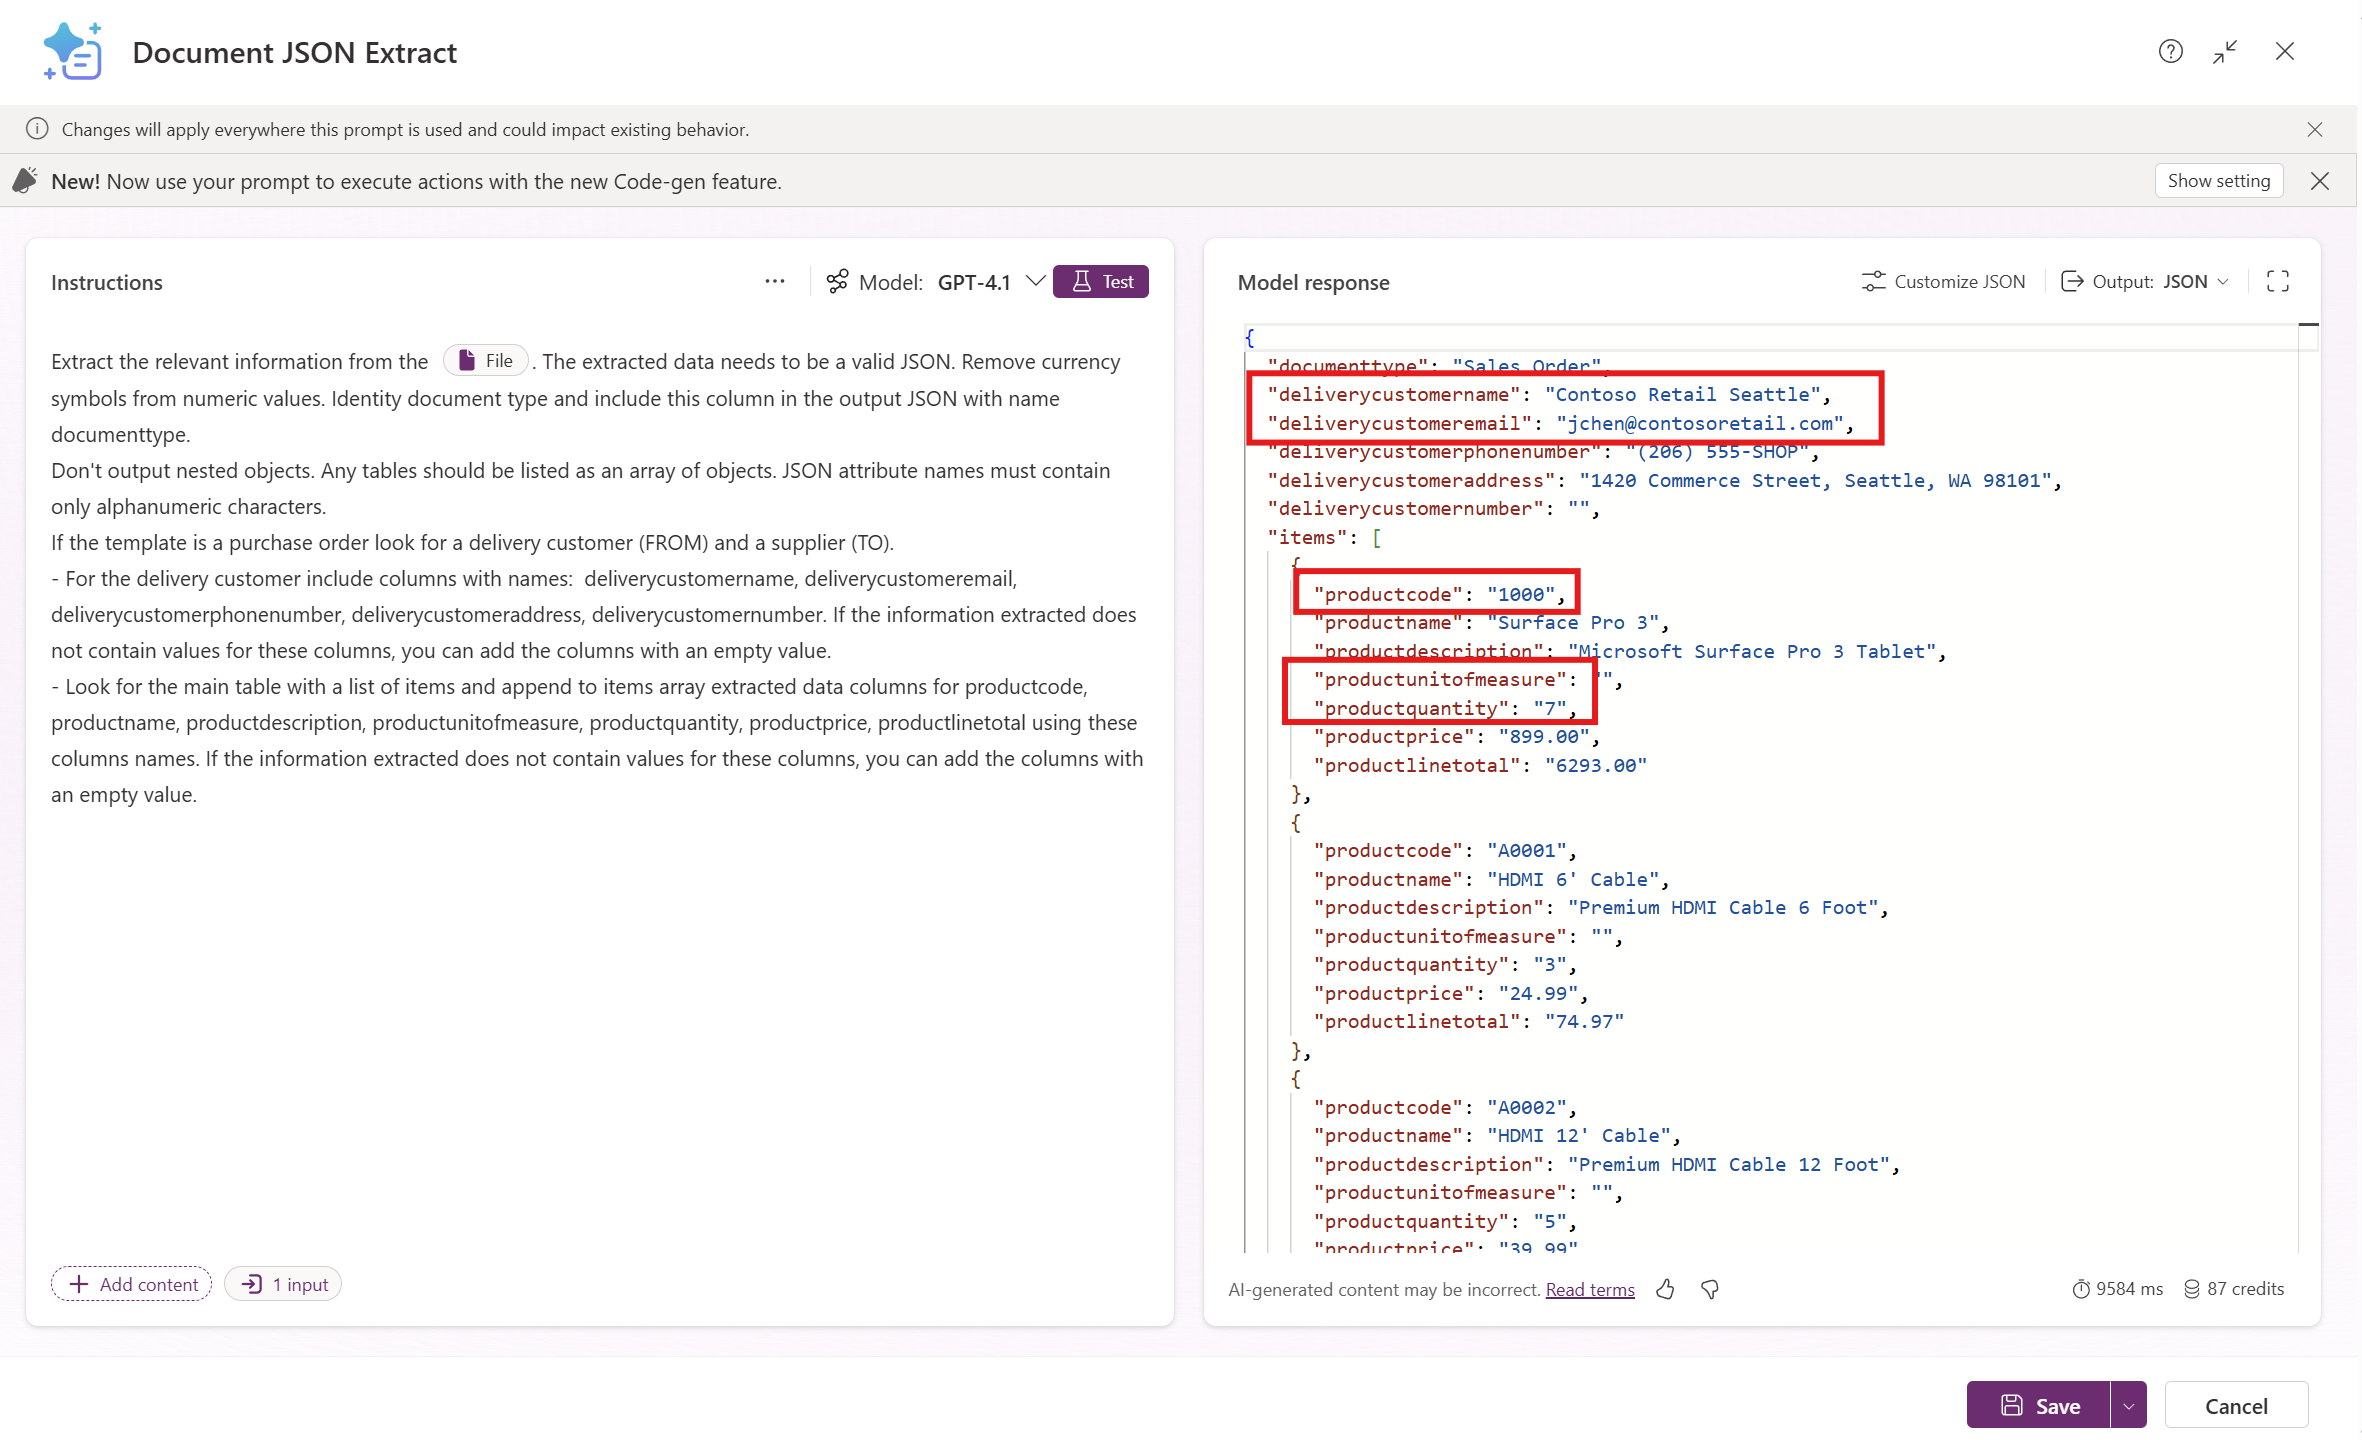 Document JSON Extract
Changes will apply everywhere this prompt is used and could impact existing behavior.
New! Now use your prompt to execute actions with the new Code-gen feature.
Show setting
Instructions
Model: GPT-4.1
Test
Extract the relevant information from the File. The extracted data needs to be a valid JSON. Remove currency
symbols from numeric values. Identity document type and include this column in the output JSON with name
documenttype.
Don't output nested objects. Any tables should be listed as an array of objects. JSON attribute names must contain
only alphanumeric characters.
If the template is a purchase order look for a delivery customer (FROM) and a supplier (TO).
- For the delivery customer include columns with names:  deliverycustomername, deliverycustomeremail,
deliverycustomerphonenumber, deliverycustomeraddress, deliverycustomernumber. If the information extracted does
not contain values for these columns, you can add the columns with an empty value.
- Look for the main table with a list of items and append to items array extracted data columns for productcode,
productname, productdescription, productunitofmeasure, productquantity, productprice, productlinetotal using these
columns names. If the information extracted does not contain values for these columns, you can add the columns with
an empty value.
Add content
1 input
Model response
Customize JSON
Output: JSON
{
"documenttype": "Sales Order",
"deliverycustomername": "Contoso Retail Seattle",
"deliverycustomeremail": "jchen@contosoretail.com",
"deliverycustomerphonenumber": "(206) 555-SHOP",
"deliverycustomeraddress": "1420 Commerce Street, Seattle, WA 98101",
"deliverycustomernumber": "",
"items": [
{
"productcode": "1000",
"productname": "Surface Pro 3",
"productdescription": "Microsoft Surface Pro 3 Tablet",
"productunitofmeasure": "",
"productquantity": "7",
"productprice": "899.00",
"productlinetotal": "6293.00"
},
{
"productcode": "A0001",
"productname": "HDMI 6' Cable",
"productdescription": "Premium HDMI Cable 6 Foot",
"productunitofmeasure": "",
"productquantity": "3",
"productprice": "24.99",
"productlinetotal": "74.97"
},
{
"productcode": "A0002",
"productname": "HDMI 12' Cable",
"productdescription": "Premium HDMI Cable 12 Foot",
"productunitofmeasure": "",
"productquantity": "5",
"productprice": "39.99"
AI-generated content may be incorrect. Read terms
9584 ms
87 credits
Save
Cancel